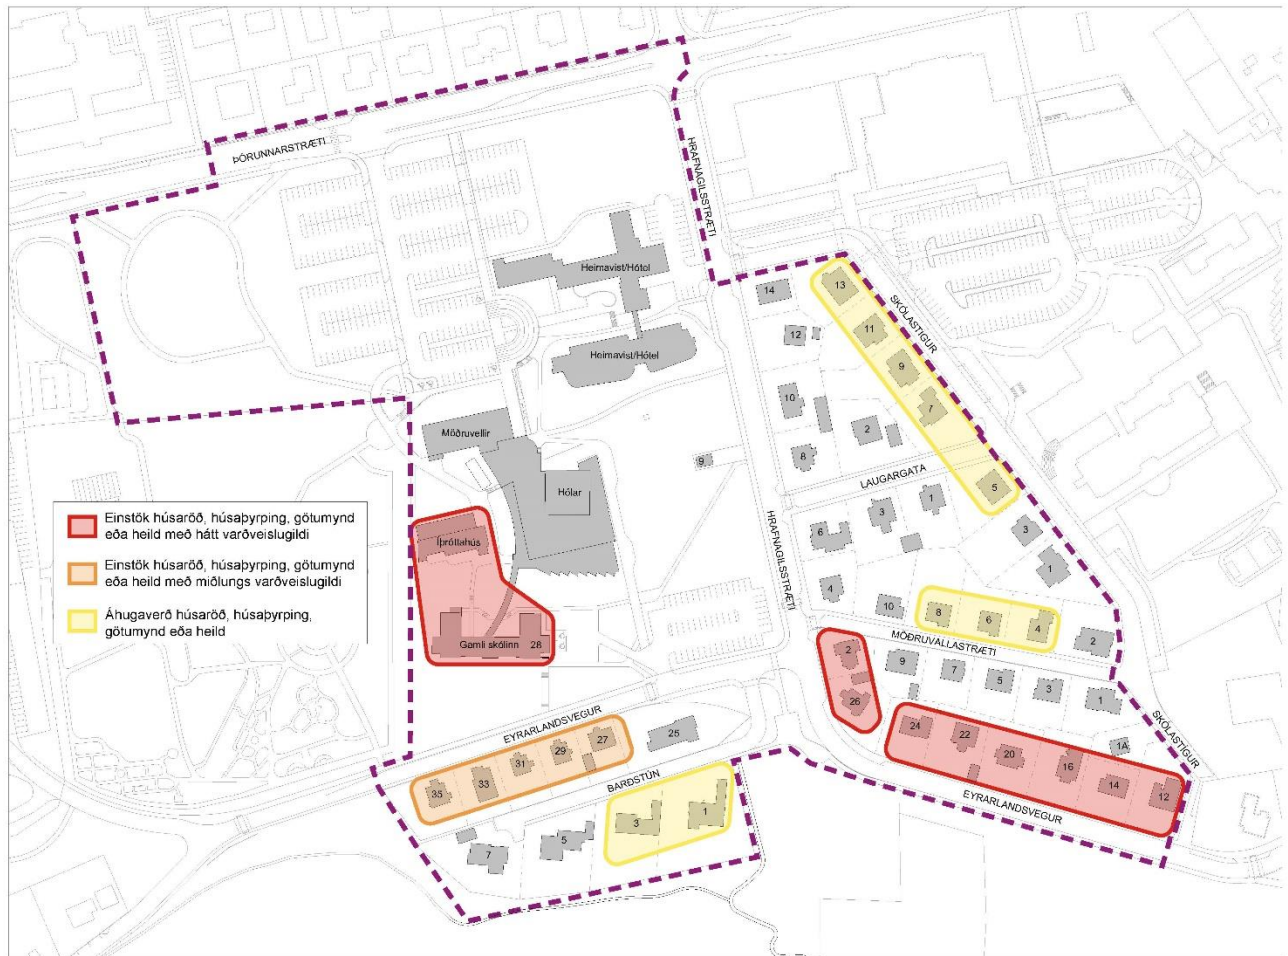 ÞÓRUNNARSTRÆTI
HRAFNAGILSSTRÆTI
Heimavist/Hótol
Heimavist/Hótel
14
12
10
8
2
9
13
11
9
7
5
SKÓLASTIGUR
LAUGARGATA
Möðruvellir
Hólar
Íþróttahús
Gamli skólinn 28
Einstök húsaröð, húsaþyrping, götumynd
eða heild með hátt varðveislugildi
Einstök húsaröð, húsaþyrping, götumynd
eða heild með miðlungs varðveislugildi
Áhugaverð húsaröð, húsaþyrping,
götumynd eða heild
HRAFNAGILSSTRÆTI
6
3
1
3
1
4
10
8
6
4
2
MÖÐRUVALLASTRÆTI
2
26
9
7
5
3
1
1A
SKÓLASTIGUR
24
22
20
16
14
12
EYRARLANDSVEGUR
EYRARLANDSVEGUR
35
33
31
29
27
25
BARÐSTÚN
7
5
3
1